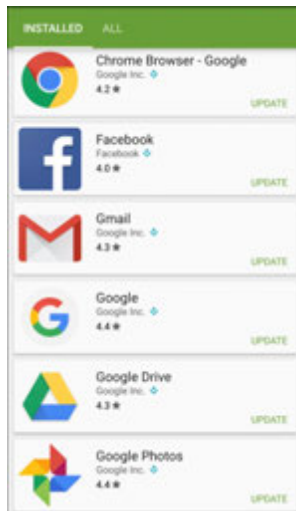 INSTALLED ALL
Chrome Browser - Google
Google Inc.
4.2 ★
UPDATE
Facebook
Facebook
4.0 ★
UPDATE
Gmail
Google Inc.
4.3 ★
UPDATE
Google
Google Inc.
4.4 ★
UPDATE
Google Drive
Google Inc.
4.3 ★
UPDATE
Google Photos
Google Inc.
4.4 ★
UPDATE